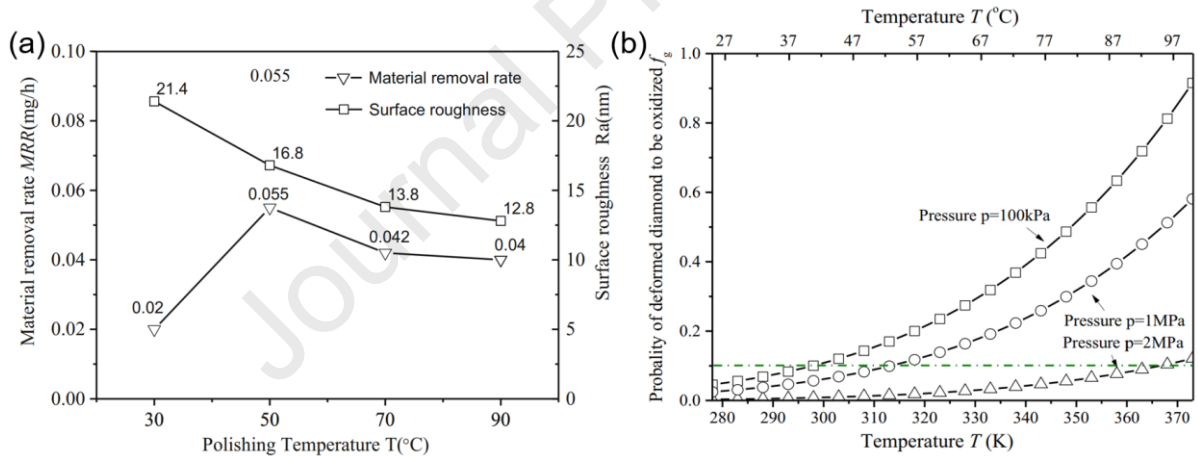 (a)
Material removal rate MRR(mg/h)
0.10
0.08
0.06
0.04
0.02
0.00
25
20
15
10
5
0
Surface roughness Ra(nm)
0.055
Material removal rate
Surface roughness
21.4
16.8
13.8
12.8
0.02
0.055
0.042
0.04
30 50 70 90
Polishing Temperature T(°C)
Journal P
(b)
Temperature T (°C)
27 37 47 57 67 77 87 97
Probality of deformed diamond to be oxidized fg
1.0
0.8
0.6
0.4
0.2
0.0
Pressure p=100kPa
Pressure p=1MPa
Pressure p=2MPa
280 290 300 310 320 330 340 350 360 370
Temperature T (K)